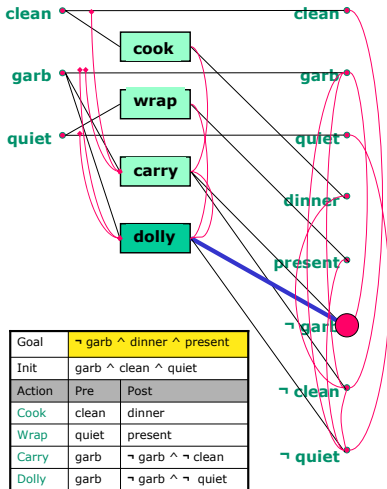 clean
clean
cook
garb
garb
wrap
quiet
quiet
carry
dinner
dolly
present
¬ garb
¬ clean
¬ quiet
Goal ¬ garb ^ dinner ^ present
Init garb ^ clean ^ quiet
Action Pre Post
Cook clean dinner
Wrap quiet present
Carry garb ¬ garb ^ ¬ clean
Dolly garb ¬ garb ^ ¬ quiet